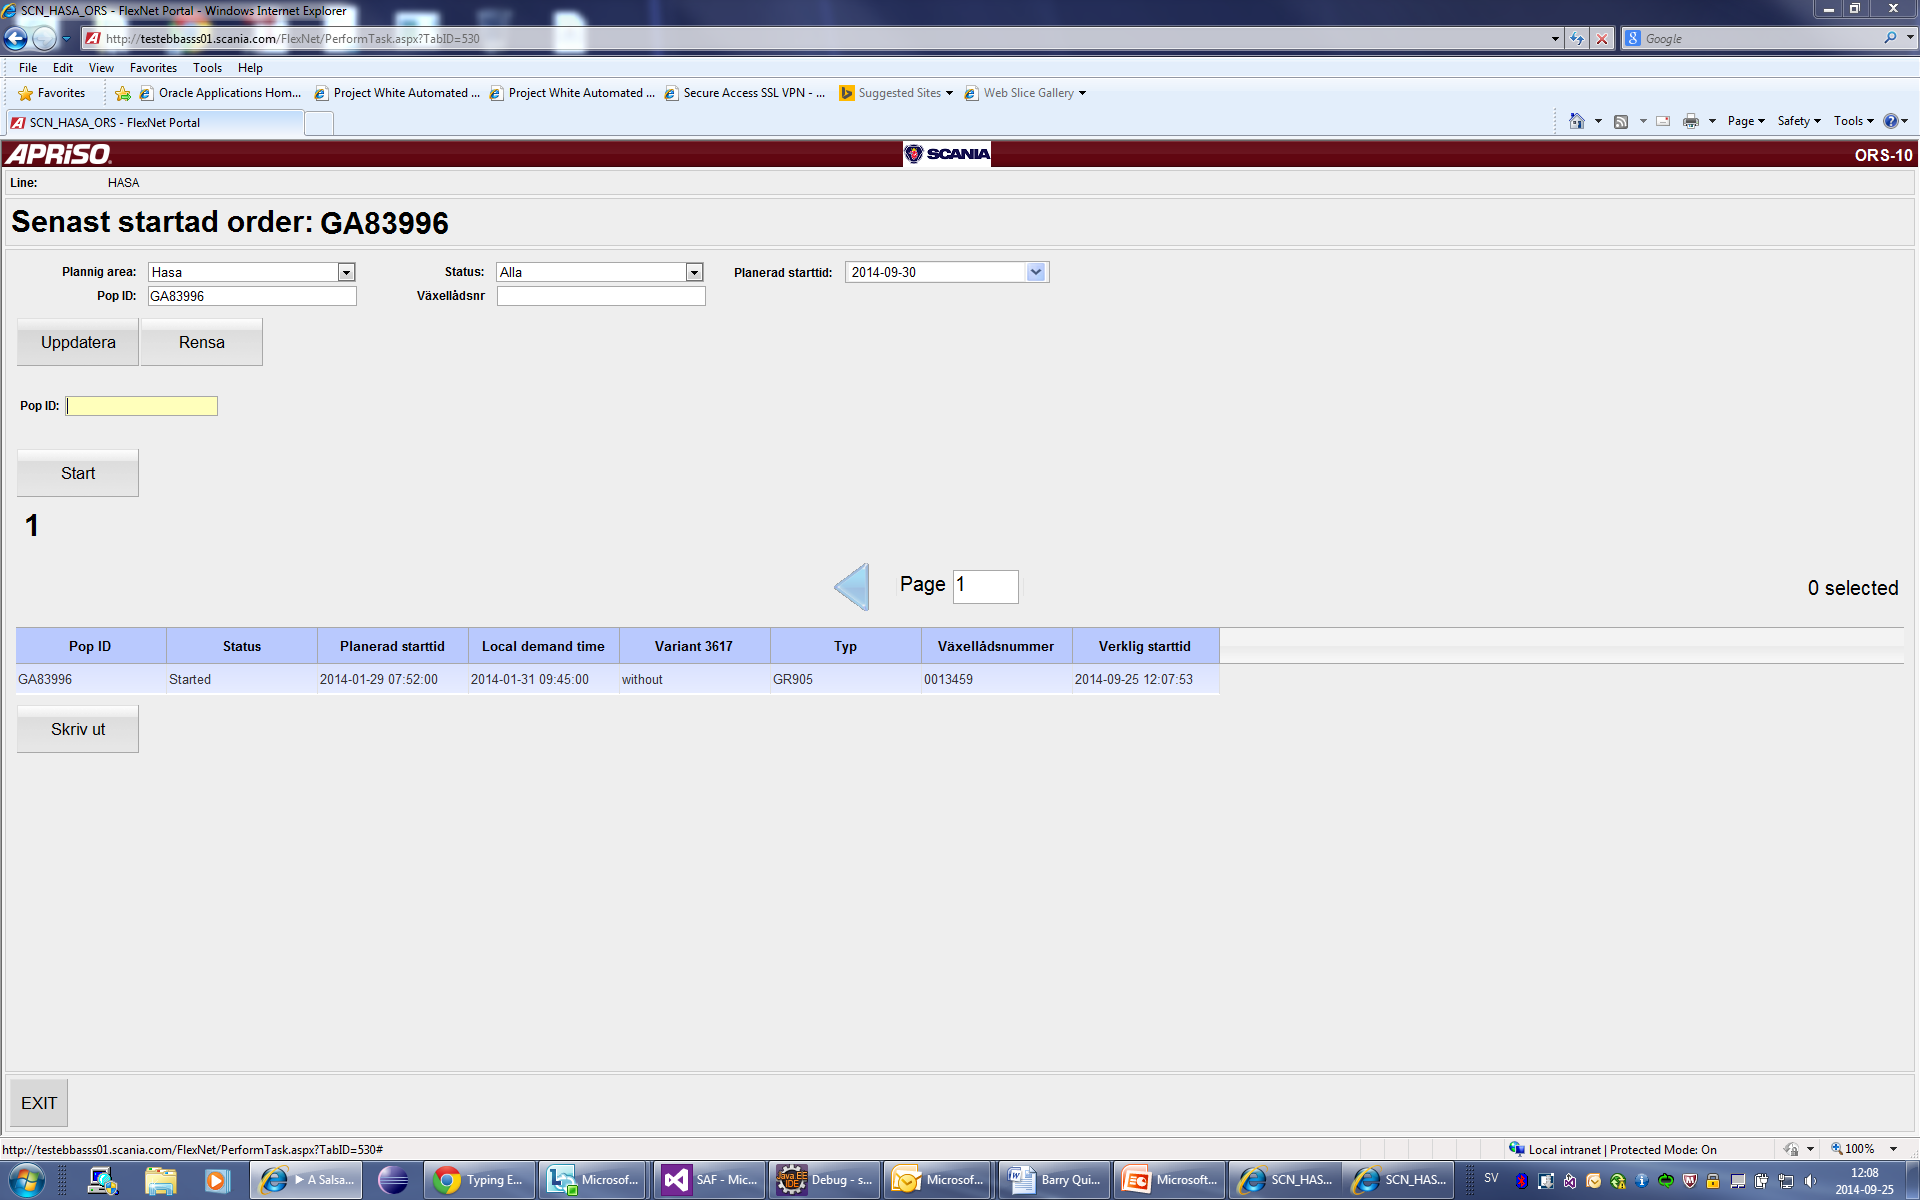 SCN_HASA_ORS - FlexNet Portal - Windows Internet Explorer
http://testebbasss01.scania.com/FlexNet/PerformTask.aspx?TabID=530
Google
File Edit View Favorites Tools Help
Favorites Oracle Applications Hom... Project White Automated ... Project White Automated ... Secure Access SSL VPN - ... Suggested Sites Web Slice Gallery
SCN_HASA_ORS - FlexNet Portal
Page Safety Tools
APRISO SCANIA ORS-10
Line: HASA
Senast startad order: GA83996
Plannig area: Hasa Status: Alla Planerad starttid: 2014-09-30
Pop ID: GA83996 Växellådsnr
Uppdatera Rensa
Pop ID:
Start
1
Page 1 0 selected
Pop ID Status Planerad starttid Local demand time Variant 3617 Typ Växellådsnummer Verklig starttid
GA83996 Started 2014-01-29 07:52:00 2014-01-31 09:45:00 without GR905 0013459 2014-09-25 12:07:53
Skriv ut
EXIT
http://testebbasss01.scania.com/FlexNet/PerformTask.aspx?TabID=530# Local intranet | Protected Mode: On 100%
A Salsa... Typing E... Microsof... SAF - Mic... Debug - s... Microsof... Barry Qui... Microsoft... SCN_HAS... SCN_HAS... SV 12:08
2014-09-25